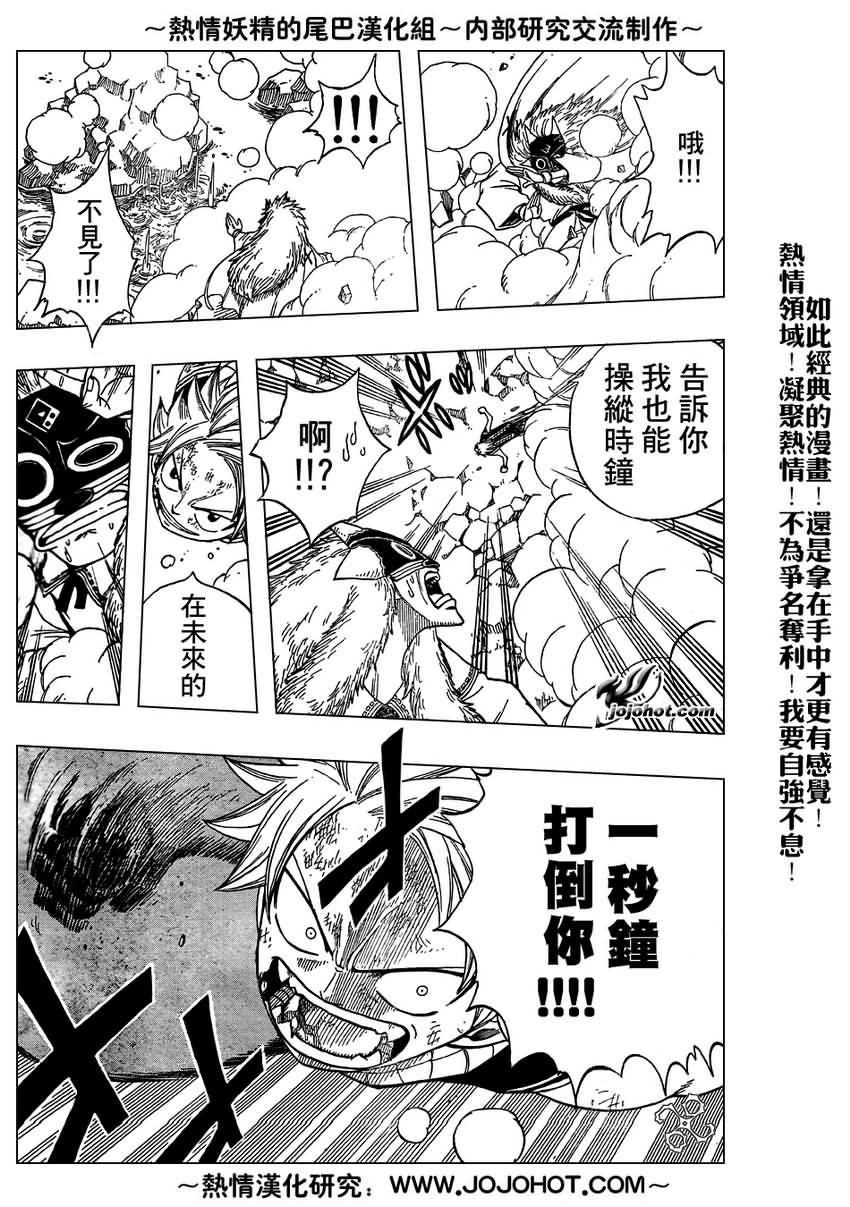 ～熱情妖精的尾巴漢化組～内部研究交流制作～
哦!!!
!!!
不見了!!!
告訴你
我也能
操縱時鐘
啊!!?
在未來的
jojohot.com
一秒鐘
打倒你!!!!
如此經典的漫畫！還是拿在手中才更有感覺！
熱情領域！凝聚熱情！不為爭名奪利！我要自強不息！
～熱情漢化研究：WWW.JOJOHOT.COM～